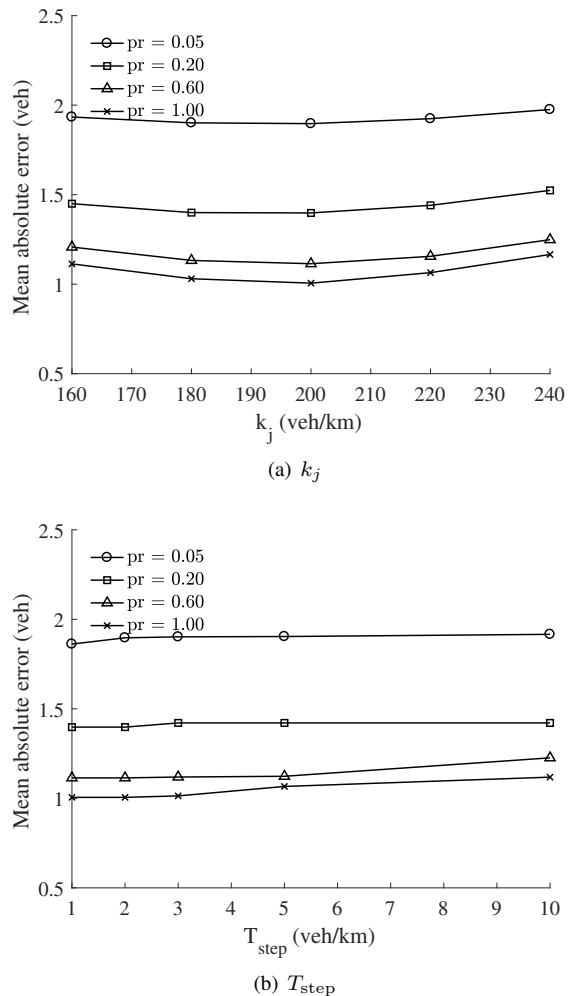 2.5
pr = 0.05
pr = 0.20
pr = 0.60
pr = 1.00
2
1.5
1
0.5
Mean absolute error (veh)
160 170 180 190 200 210 220 230 240
k_j (veh/km)
(a) k_j
2.5
pr = 0.05
pr = 0.20
pr = 0.60
pr = 1.00
2
1.5
1
0.5
Mean absolute error (veh)
1 2 3 4 5 6 7 8 9 10
T_step (veh/km)
(b) T_step